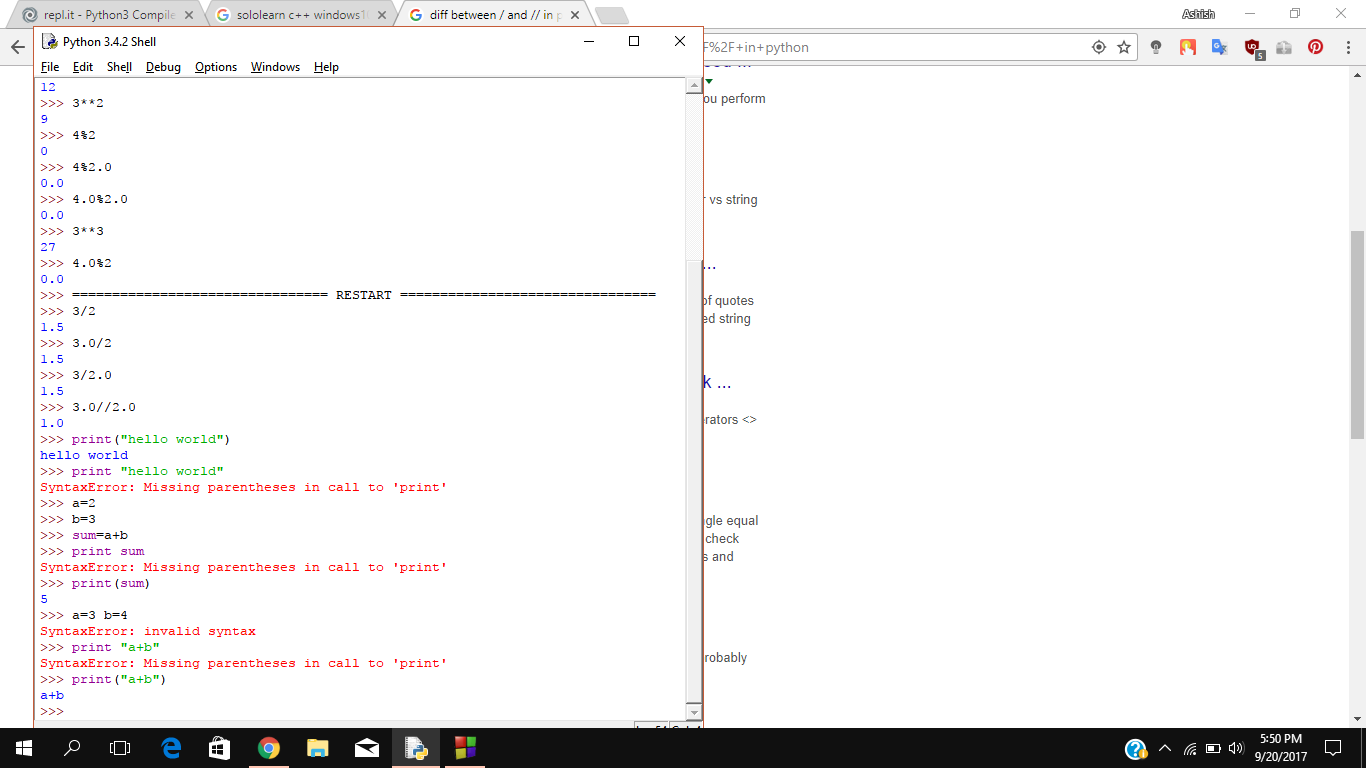 repl.it - Python3 Compile
sololearn c++ windows1
diff between / and // in p
Ashish
F%2F+in+python
5
Python 3.4.2 Shell
File Edit Shell Debug Options Windows Help
12
>>> 3**2
9
>>> 4%2
0
>>> 4%2.0
0.0
>>> 4.0%2.0
0.0
>>> 3**3
27
>>> 4.0%2
0.0
>>> ================================ RESTART ================================
>>> 3/2
1.5
>>> 3.0/2
1.5
>>> 3/2.0
1.5
>>> 3.0//2.0
1.0
>>> print("hello world")
hello world
>>> print "hello world"
SyntaxError: Missing parentheses in call to 'print'
>>> a=2
>>> b=3
>>> sum=a+b
>>> print sum
SyntaxError: Missing parentheses in call to 'print'
>>> print(sum)
5
>>> a=3 b=4
SyntaxError: invalid syntax
>>> print "a+b"
SyntaxError: Missing parentheses in call to 'print'
>>> print("a+b")
a+b
>>>
ou perform
r vs string
...
of quotes
ed string
k ...
erators <>
gle equal
check
s and
robably
5:50 PM
9/20/2017